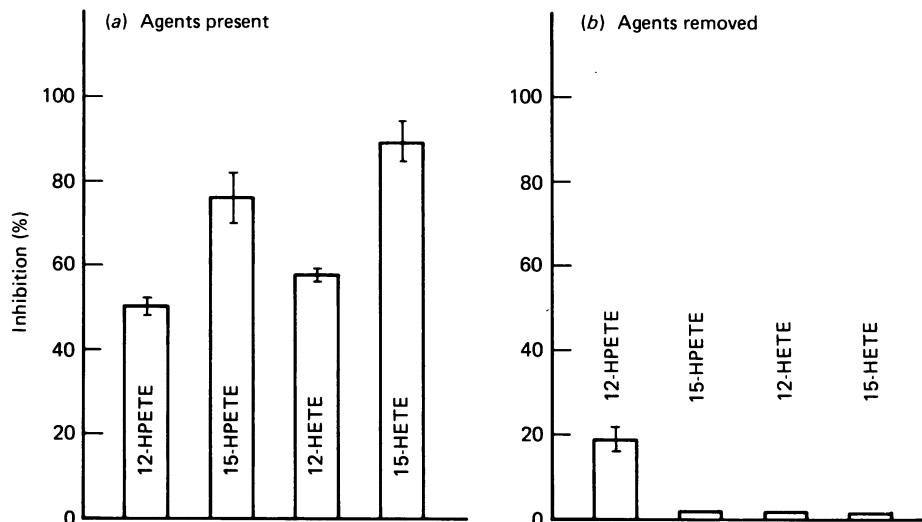 (a) Agents present
Inhibition (%)
100
80
60
40
20
0
12-HPETE
15-HPETE
12-HETE
15-HETE
(b) Agents removed
100
80
60
40
20
0
12-HPETE
15-HPETE
12-HETE
15-HETE